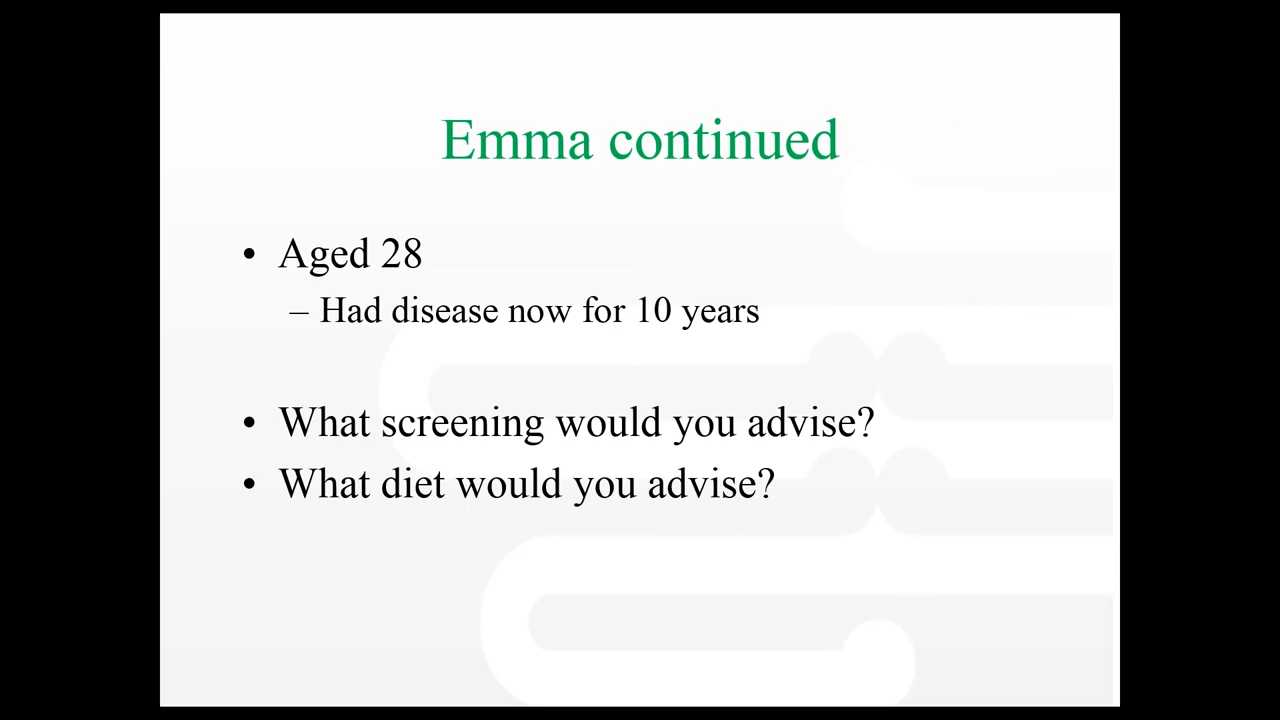 Emma continued
• Aged 28
– Had disease now for 10 years
• What screening would you advise?
• What diet would you advise?